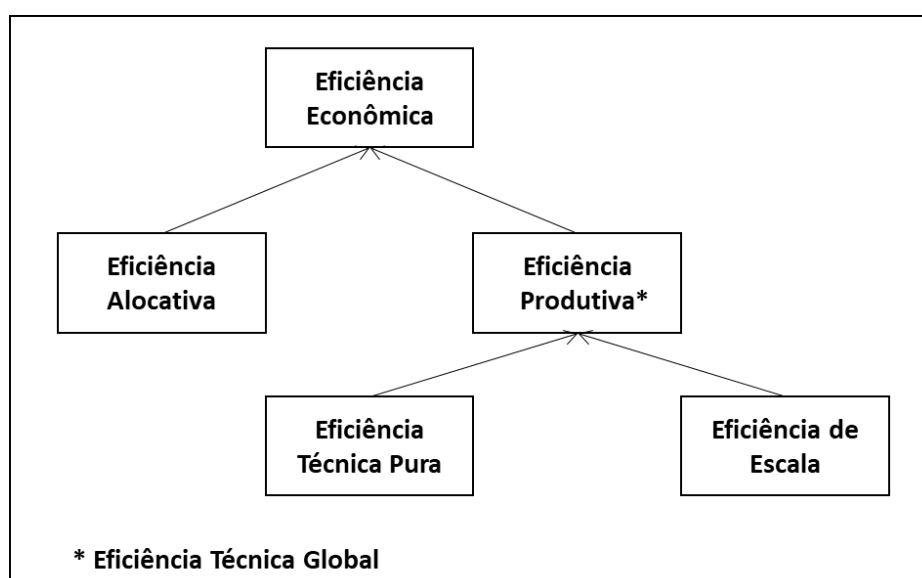 Eficiência
Econômica
Eficiência
Alocativa
Eficiência
Produtiva*
Eficiência
Técnica Pura
Eficiência de
Escala
* Eficiência Técnica Global